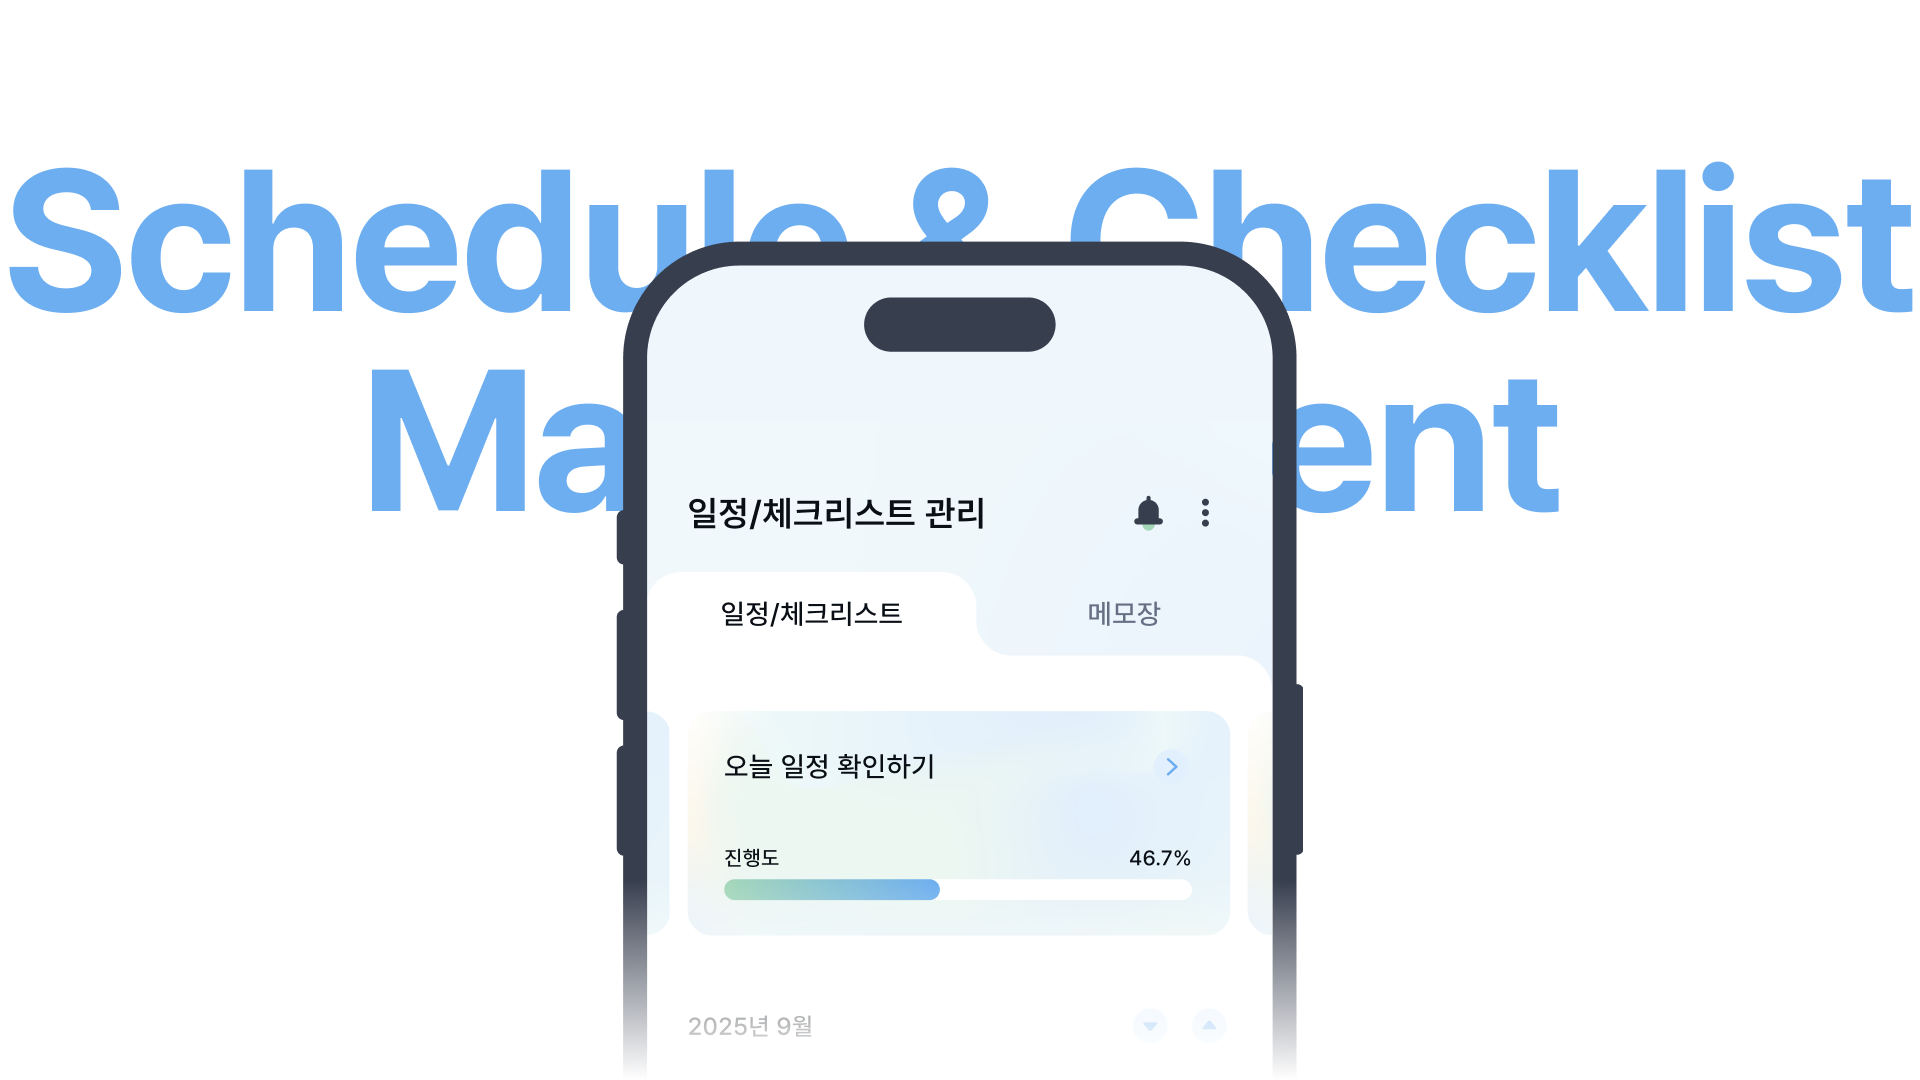 Schedule & Checklist
Ma ent
일정/체크리스트 관리
일정/체크리스트
메모장
오늘 일정 확인하기
진행도
46.7%
2025년 9월